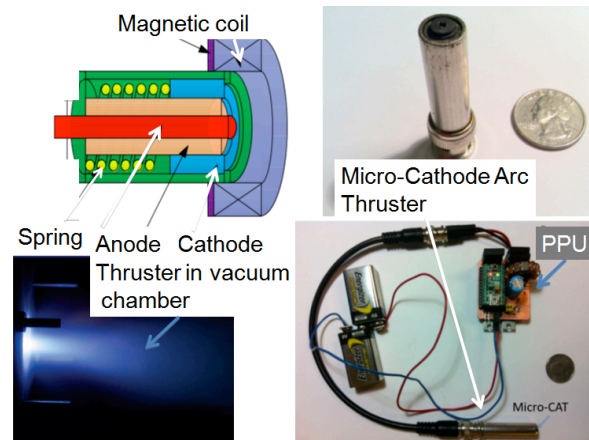 Magnetic coil
Spring
Anode
Cathode
Thruster in vacuum
chamber
Micro-Cathode Arc
Thruster
PPU
Micro-CAT